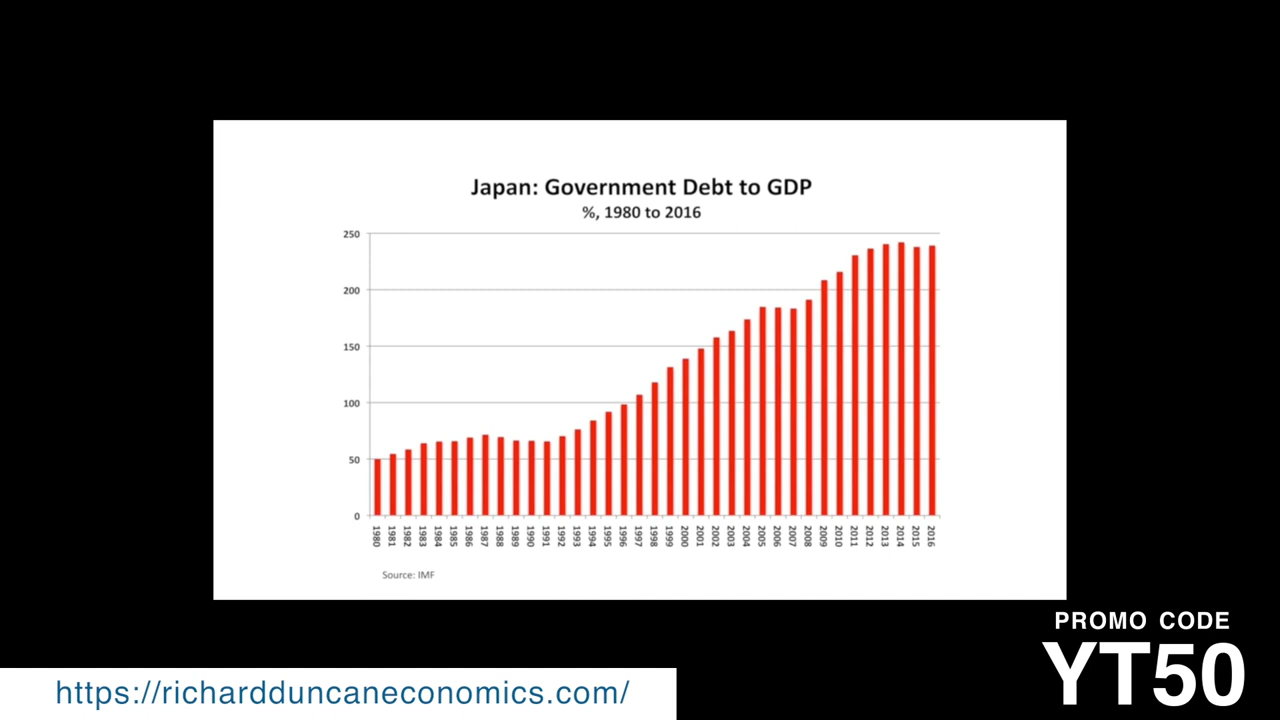 Japan: Government Debt to GDP
%, 1980 to 2016
250
200
150
100
50
0
1980 1981 1982 1983 1984 1985 1986 1987 1988 1989 1990 1991 1992 1993 1994 1995 1996 1997 1998 1999 2000 2001 2002 2003 2004 2005 2006 2007 2008 2009 2010 2011 2012 2013 2014 2015 2016
Source: IMF
PROMO CODE
YT50
https://richardduncaneconomics.com/